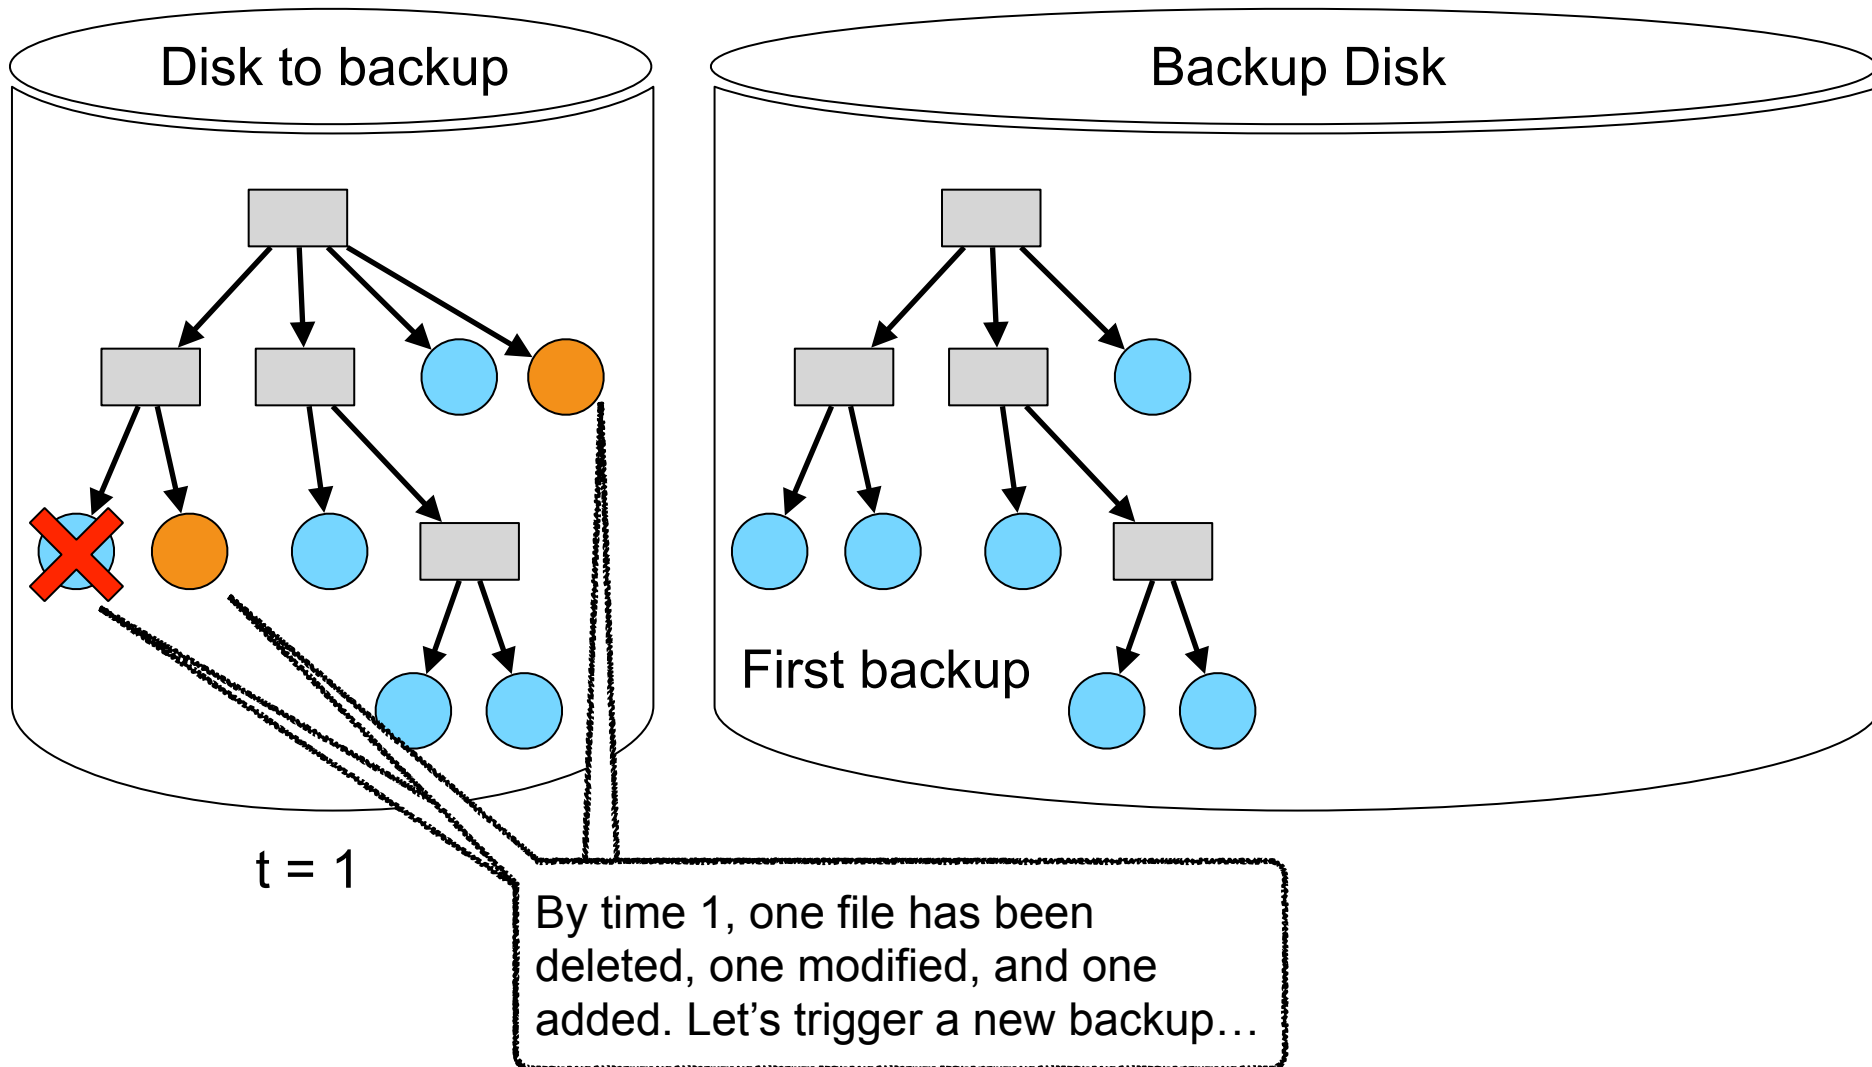 Disk to backup
Backup Disk
First backup
t = 1
By time 1, one file has been
deleted, one modified, and one
added. Let’s trigger a new backup…